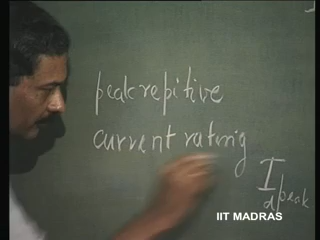 peak repitive
current rating
I d peak
IIT MADRAS